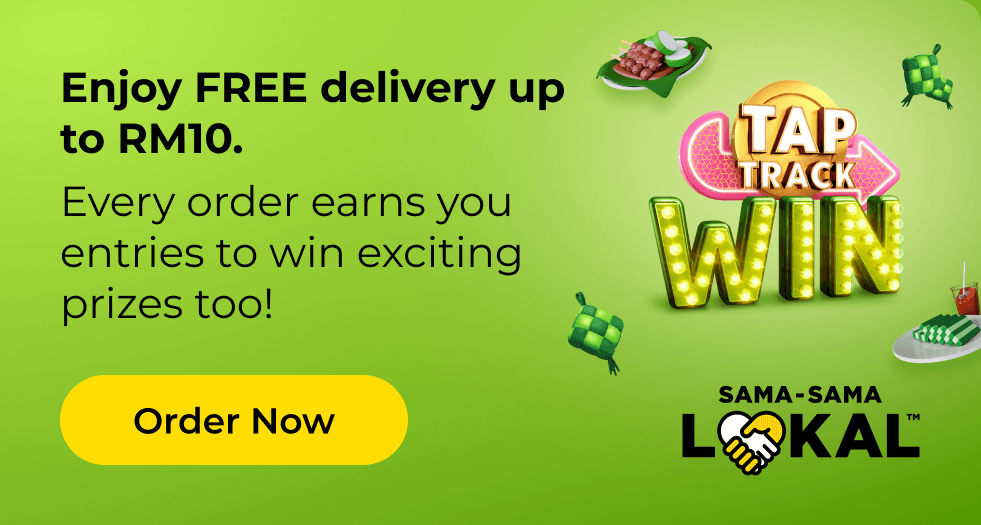 Enjoy FREE delivery up
to RM10.
Every order earns you
entries to win exciting
prizes too!
Order Now
TAP
TRACK
WIN
SAMA-SAMA
LOKAL™